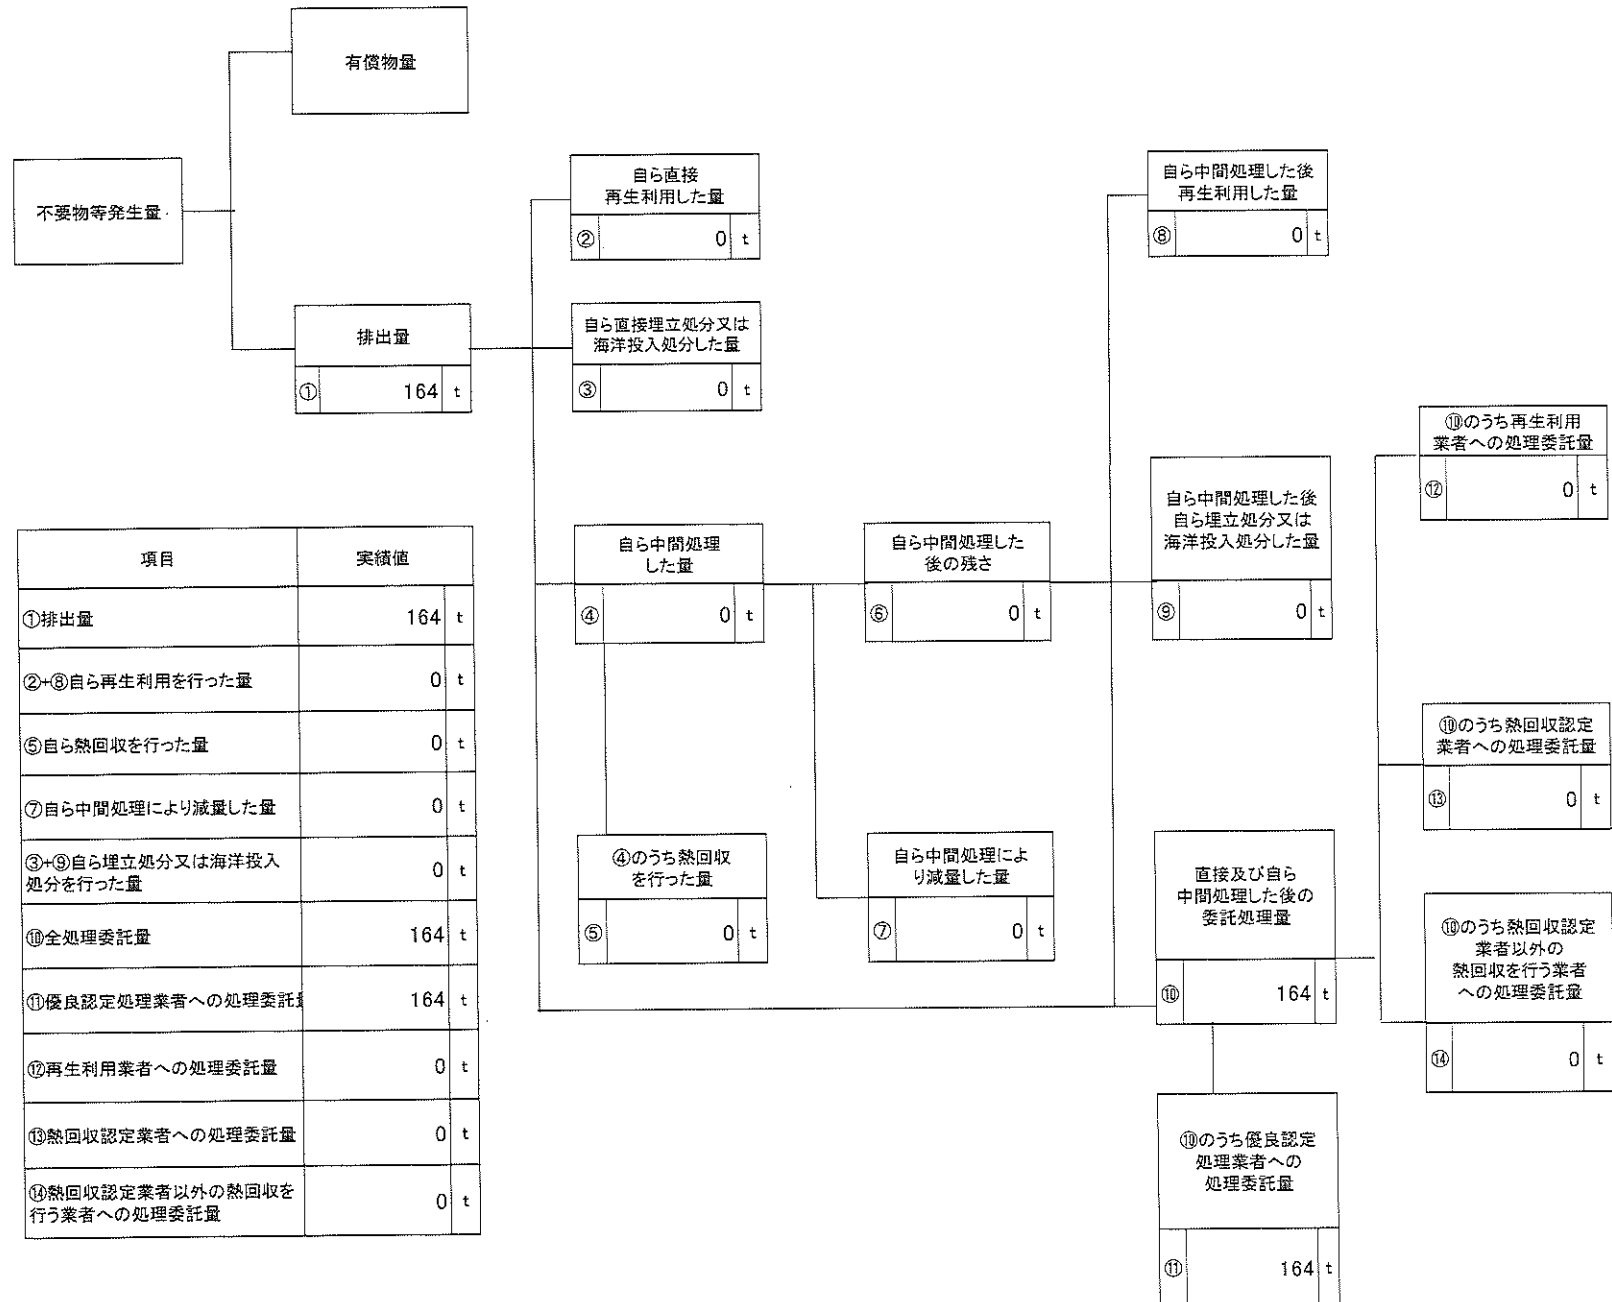 有償物量
不要物等発生量
排出量
① 164 t
自ら直接
再生利用した量
② 0 t
自ら直接埋立処分又は
海洋投入処分した量
③ 0 t
自ら中間処理
した量
④ 0 t
④のうち熱回収
を行った量
⑤ 0 t
自ら中間処理した
後の残さ
⑥ 0 t
自ら中間処理によ
り減量した量
⑦ 0 t
自ら中間処理した後
再生利用した量
⑧ 0 t
自ら中間処理した後
自ら埋立処分又は
海洋投入処分した量
⑨ 0 t
直接及び自ら
中間処理した後の
委託処理量
⑩ 164 t
⑩のうち優良認定
処理業者への
処理委託量
⑪ 164 t
⑩のうち再生利用
業者への処理委託量
⑫ 0 t
⑩のうち熱回収認定
業者への処理委託量
⑬ 0 t
⑩のうち熱回収認定
業者以外の
熱回収を行う業者
への処理委託量
⑭ 0 t
項目 実績値
①排出量 164 t
②+⑧自ら再生利用を行った量 0 t
⑤自ら熱回収を行った量 0 t
⑦自ら中間処理により減量した量 0 t
③+⑨自ら埋立処分又は海洋投入
処分を行った量 0 t
⑩全処理委託量 164 t
⑪優良認定処理業者への処理委託量 164 t
⑫再生利用業者への処理委託量 0 t
⑬熱回収認定業者への処理委託量 0 t
⑭熱回収認定業者以外の熱回収を
行う業者への処理委託量 0 t